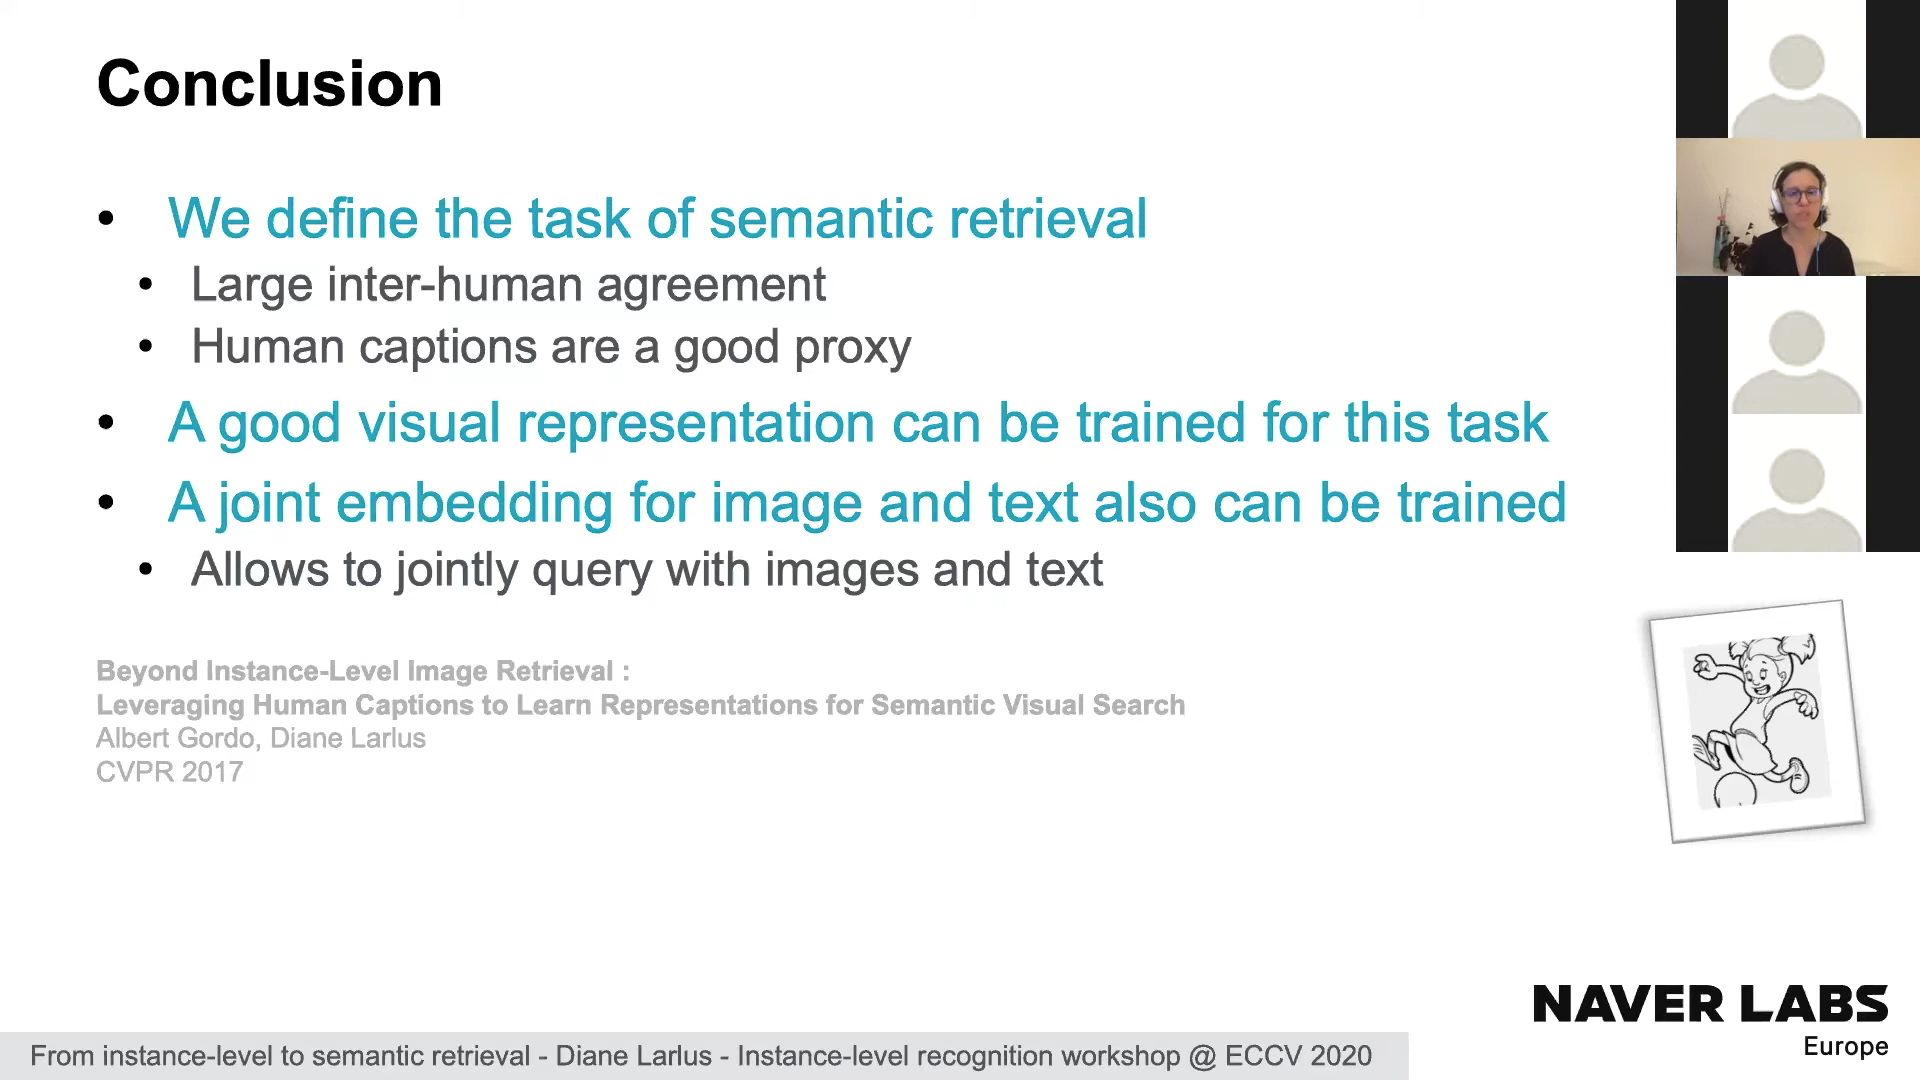 Conclusion
• We define the task of semantic retrieval
• Large inter-human agreement
• Human captions are a good proxy
• A good visual representation can be trained for this task
• A joint embedding for image and text also can be trained
• Allows to jointly query with images and text
Beyond Instance-Level Image Retrieval :
Leveraging Human Captions to Learn Representations for Semantic Visual Search
Albert Gordo, Diane Larlus
CVPR 2017
NAVER LABS
Europe
From instance-level to semantic retrieval - Diane Larlus - Instance-level recognition workshop @ ECCV 2020